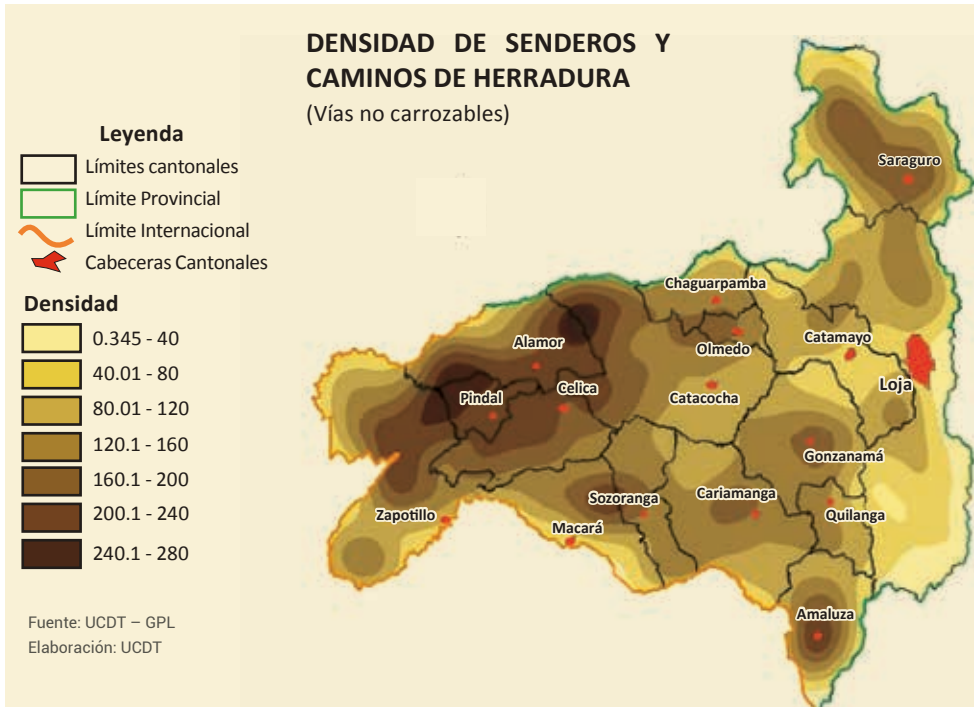 DENSIDAD DE SENDEROS Y
CAMINOS DE HERRADURA
(Vías no carrozables)
Leyenda
Límites cantonales
Límite Provincial
Límite Internacional
Cabeceras Cantonales
Densidad
0.345 - 40
40.01 - 80
80.01 - 120
120.1 - 160
160.1 - 200
200.1 - 240
240.1 - 280
Fuente: UCDT – GPL
Elaboración: UCDT
Saraguro
Chaguarpamba
Alamor
Olmedo
Catamayo
Pindal
Celica
Catacocha
Loja
Gonzanamá
Zapotillo
Sozoranga
Cariamanga
Macará
Quilanga
Amaluza